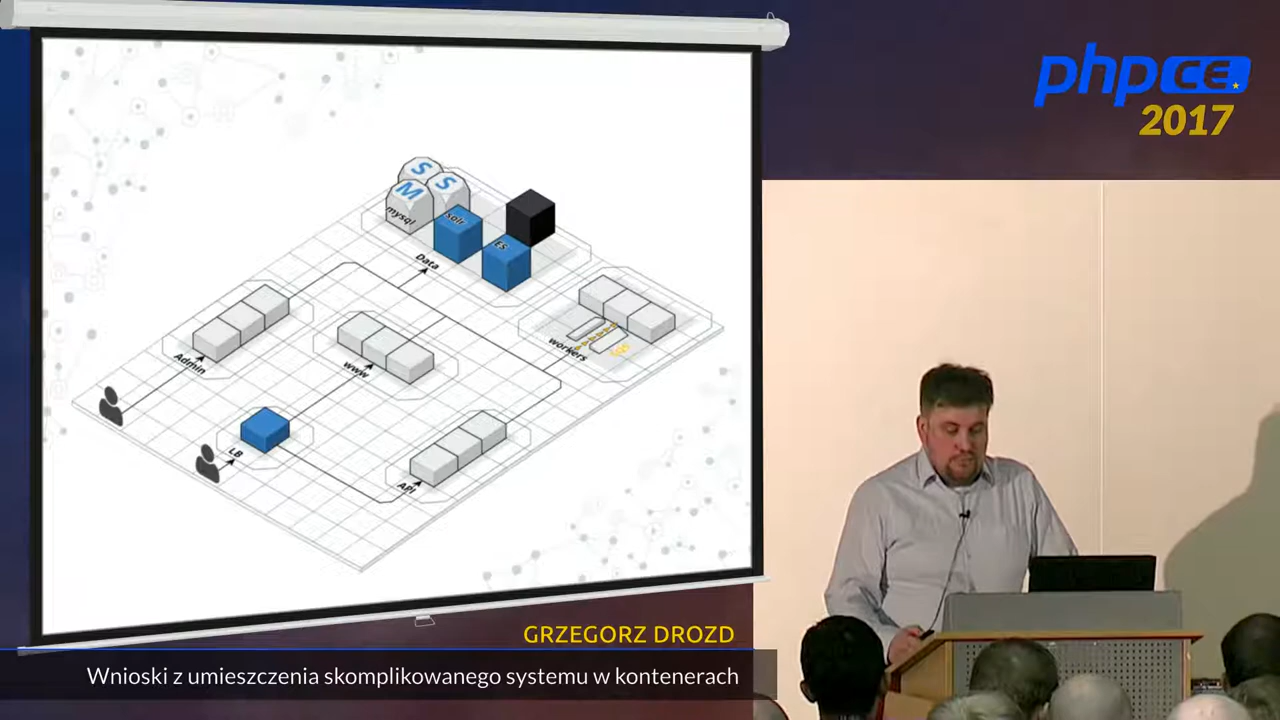 phpCE
2017
S
S
M
mysql
solr
ES
Data
workers
Admin
www
LB
API
GRZEGORZ DROZD
Wnioski z umieszczenia skomplikowanego systemu w kontenerach